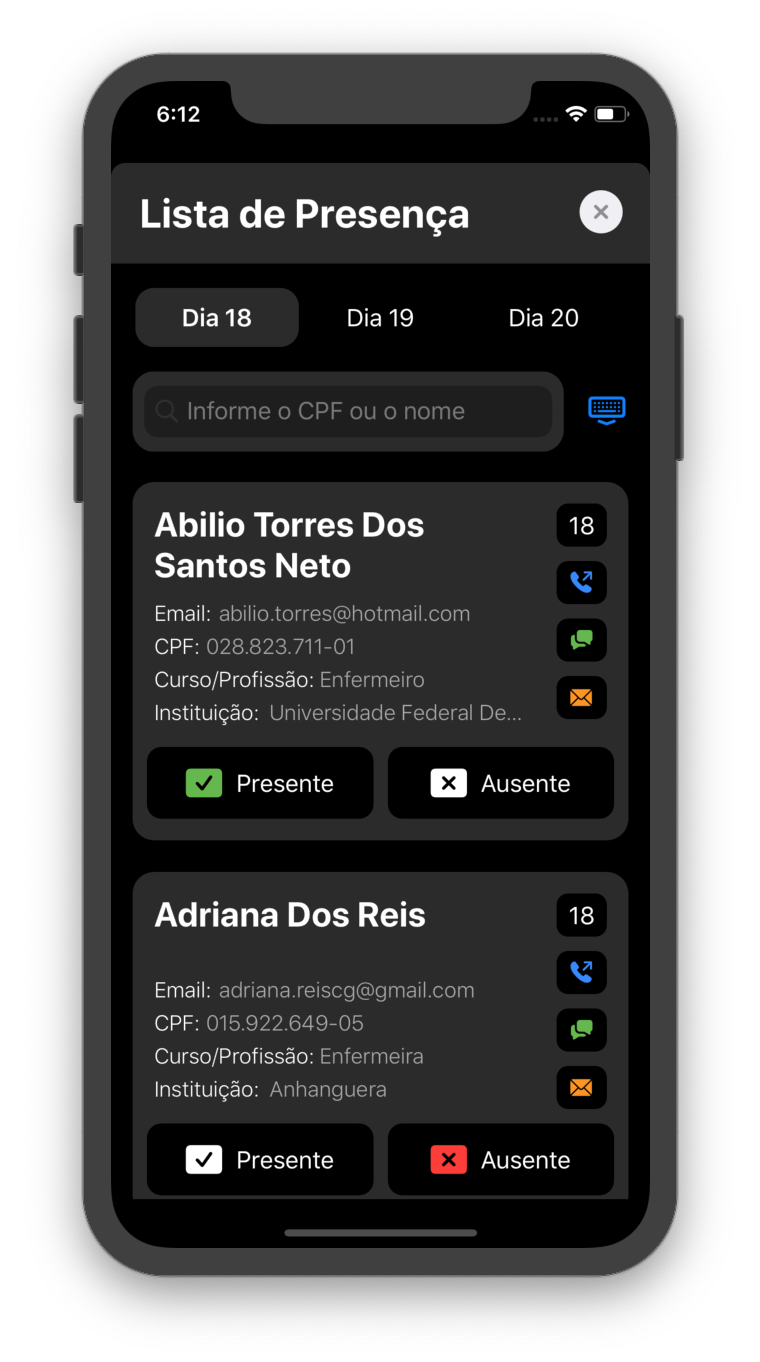 6:12
Lista de Presença
Dia 18 Dia 19 Dia 20
Informe o CPF ou o nome
Abilio Torres Dos
Santos Neto
18
Email: abilio.torres@hotmail.com
CPF: 028.823.711-01
Curso/Profissão: Enfermeiro
Instituição: Universidade Federal De...
Presente Ausente
Adriana Dos Reis
18
Email: adriana.reiscg@gmail.com
CPF: 015.922.649-05
Curso/Profissão: Enfermeira
Instituição: Anhanguera
Presente Ausente